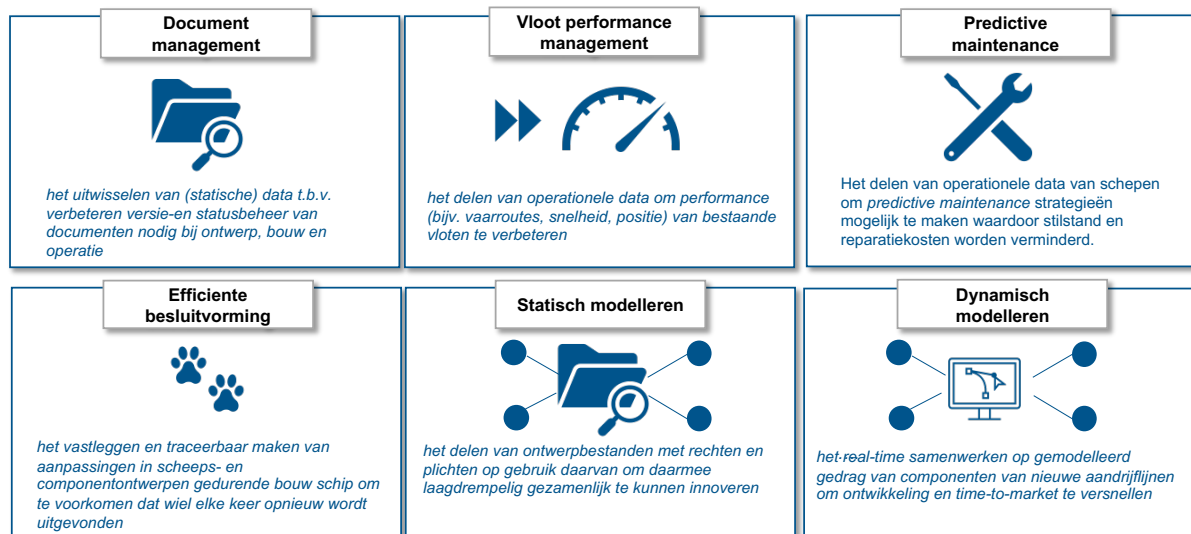 Document
management
het uitwisselen van (statische) data t.b.v.
verbeteren versie-en statusbeheer van
documenten nodig bij ontwerp, bouw en
operatie
Vloot performance
management
het delen van operationele data om performance
(bijv. vaarroutes, snelheid, positie) van bestaande
vloten te verbeteren
Predictive
maintenance
Het delen van operationele data van schepen
om predictive maintenance strategieën
mogelijk te maken waardoor stilstand en
reparatiekosten worden verminderd.
Efficiente
besluitvorming
het vastleggen en traceerbaar maken van
aanpassingen in scheeps- en
componentontwerpen gedurende bouw schip om
te voorkomen dat wiel elke keer opnieuw wordt
uitgevonden
Statisch modelleren
het delen van ontwerpbestanden met rechten en
plichten op gebruik daarvan om daarmee
laagdrempelig gezamenlijk te kunnen innoveren
Dynamisch
modelleren
het real-time samenwerken op gemodelleerd
gedrag van componenten van nieuwe aandrijflijnen
om ontwikkeling en time-to-market te versnellen